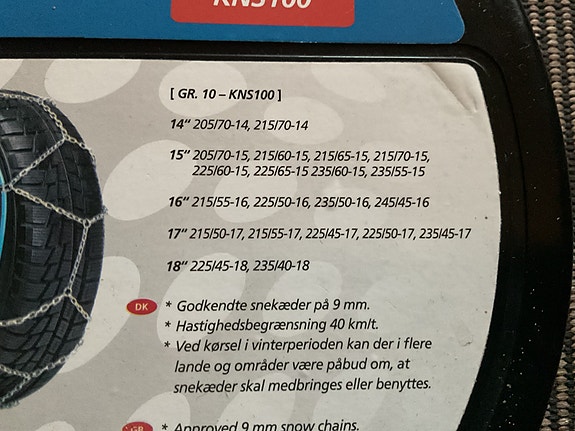 KNS100
[ GR. 10 – KNS100 ]
14“ 205/70-14, 215/70-14
15“ 205/70-15, 215/60-15, 215/65-15, 215/70-15,
225/60-15, 225/65-15 235/60-15, 235/55-15
16“ 215/55-16, 225/50-16, 235/50-16, 245/45-16
17“ 215/50-17, 215/55-17, 225/45-17, 225/50-17, 235/45-17
18“ 225/45-18, 235/40-18
DK * Godkendte snekæder på 9 mm.
* Hastighedsbegrænsning 40 km/t.
* Ved kørsel i vinterperioden kan der i flere
lande og områder være påbud om, at
snekæder skal medbringes eller benyttes.
GB * Approved 9 mm snow chains.